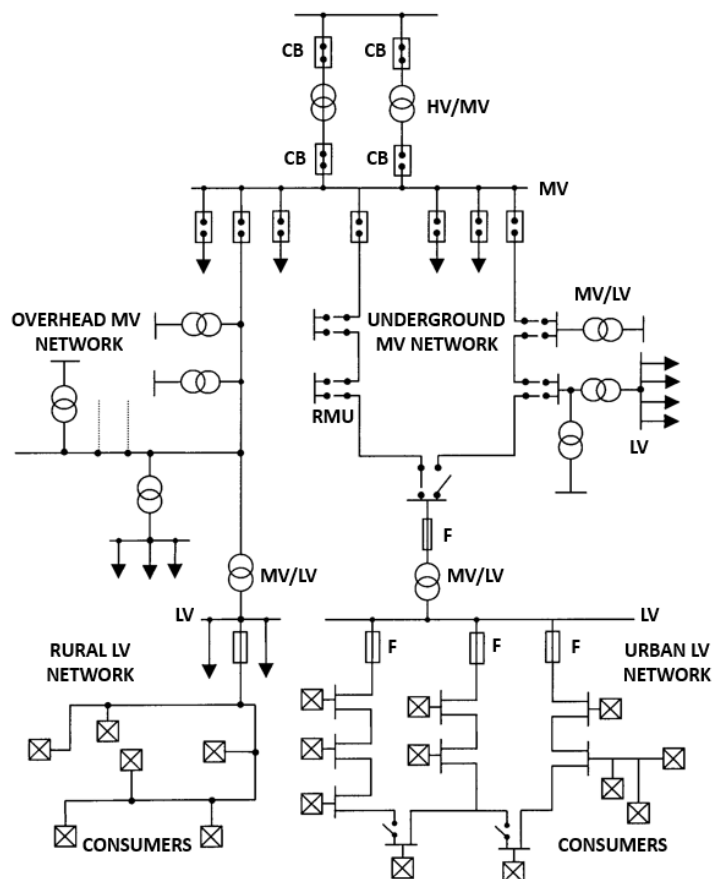 CB
CB
HV/MV
CB
CB
MV
MV/LV
OVERHEAD MV
NETWORK
UNDERGROUND
MV NETWORK
RMU
LV
F
MV/LV
MV/LV
LV
LV
RURAL LV
NETWORK
F
F
F
URBAN LV
NETWORK
CONSUMERS
CONSUMERS